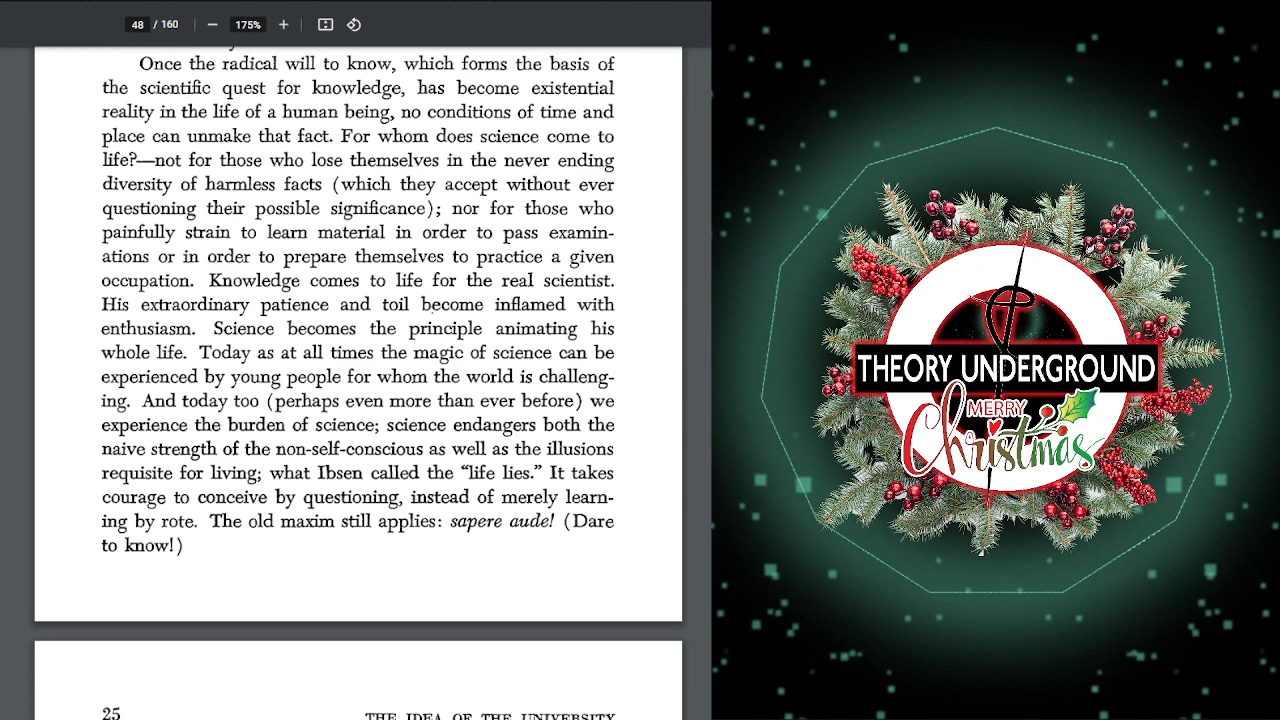 48 / 160 — 175% +
Once the radical will to know, which forms the basis of
the scientific quest for knowledge, has become existential
reality in the life of a human being, no conditions of time and
place can unmake that fact. For whom does science come to
life?—not for those who lose themselves in the never ending
diversity of harmless facts (which they accept without ever
questioning their possible significance); nor for those who
painfully strain to learn material in order to pass examin-
ations or in order to prepare themselves to practice a given
occupation. Knowledge comes to life for the real scientist.
His extraordinary patience and toil become inflamed with
enthusiasm. Science becomes the principle animating his
whole life. Today as at all times the magic of science can be
experienced by young people for whom the world is challeng-
ing. And today too (perhaps even more than ever before) we
experience the burden of science; science endangers both the
naive strength of the non-self-conscious as well as the illusions
requisite for living; what Ibsen called the “life lies.” It takes
courage to conceive by questioning, instead of merely learn-
ing by rote. The old maxim still applies: sapere aude! (Dare
to know!)
25 THE IDEA OF THE UNIVERSITY
THEORY UNDERGROUND
MERRY
Christmas